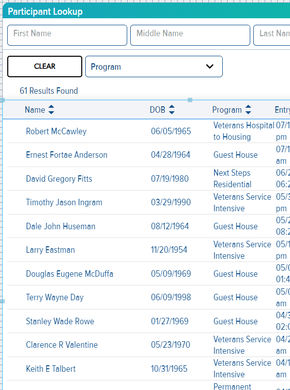 Participant Lookup
First Name Middle Name Last Nam
CLEAR Program
61 Results Found
Name DOB Program Entry
Robert McCawley 06/05/1965 Veterans Hospital to Housing 07/1 pm
Ernest Fortae Anderson 04/28/1964 Guest House 07/1 am
David Gregory Fitts 07/19/1980 Next Steps Residential 06/2 06:2
Timothy Jason Ingram 03/29/1990 Veterans Service Intensive 05/3 pm
Dale John Huseman 08/12/1964 Guest House 05/2 08:2
Larry Eastman 11/20/1954 Veterans Service Intensive 05/1 pm
Douglas Eugene McDuffa 05/09/1969 Guest House 05/0 01:4
Terry Wayne Day 06/09/1998 Guest House 05/0 am
Stanley Wade Rowe 01/27/1969 Guest House 04/3 02:0
Clarence R Valentine 05/23/1970 Veterans Service Intensive 04/2 am
Keith E Talbert 10/31/1965 Veterans Service Intensive 04/1 am
Permanent 04/1